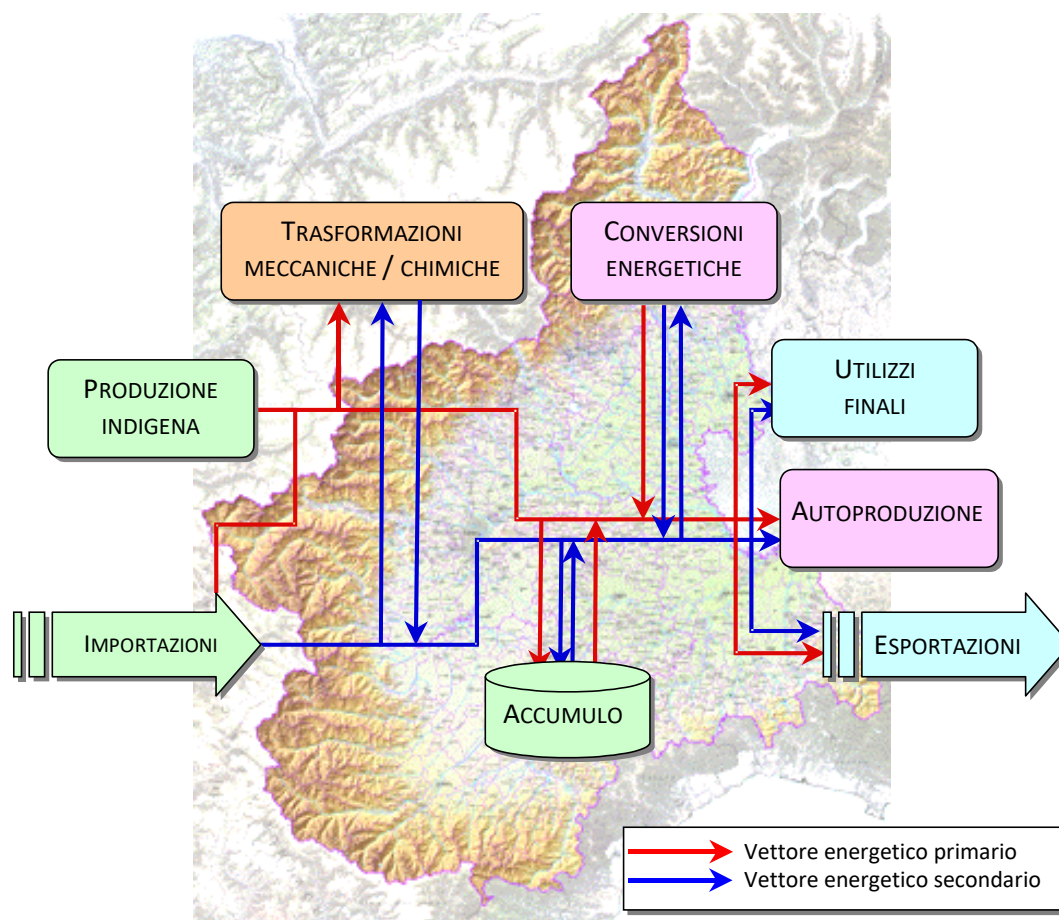 TRASFORMAZIONI
MECCANICHE / CHIMICHE
CONVERSIONI
ENERGETICHE
PRODUZIONE
INDIGENA
UTILIZZI
FINALI
AUTOPRODUZIONE
IMPORTAZIONI
ESPORTAZIONI
ACCUMULO
Vettore energetico primario
Vettore energetico secondario